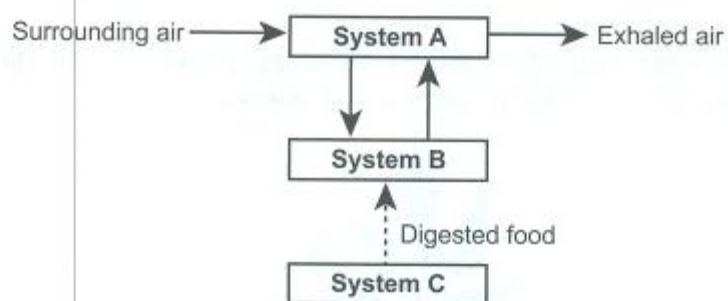 Surrounding air System A Exhaled air
System B
Digested food
System C